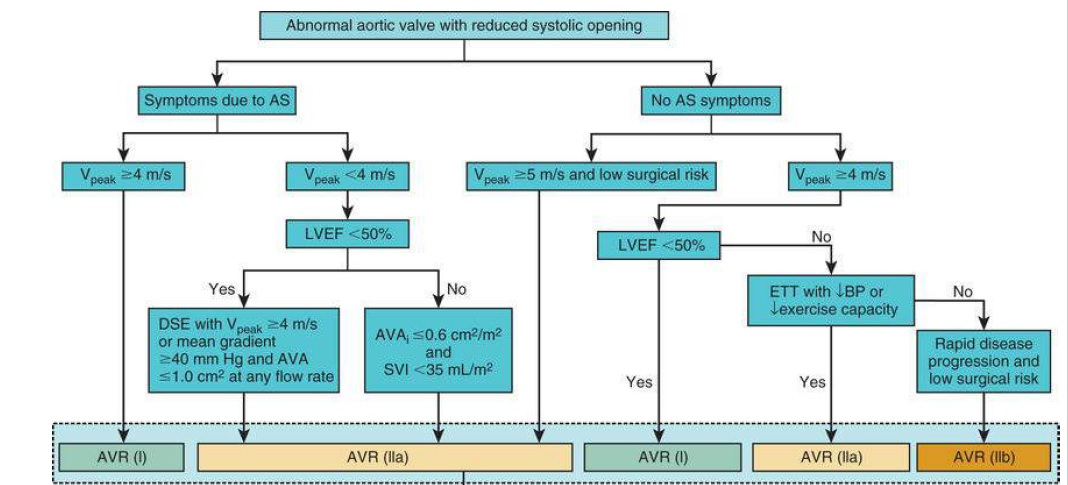 Abnormal aortic valve with reduced systolic opening
Symptoms due to AS
No AS symptoms
Vpeak ≥4 m/s
Vpeak <4 m/s
Vpeak ≥5 m/s and low surgical risk
Vpeak ≥4 m/s
LVEF <50%
LVEF <50%
No
Yes
No
ETT with ↓BP or
↓exercise capacity
No
DSE with Vpeak ≥4 m/s
or mean gradient
≥40 mm Hg and AVA
≤1.0 cm² at any flow rate
AVAi ≤0.6 cm²/m²
and
SVI <35 mL/m²
Rapid disease
progression and
low surgical risk
Yes
Yes
AVR (I)
AVR (IIa)
AVR (I)
AVR (IIa)
AVR (IIb)